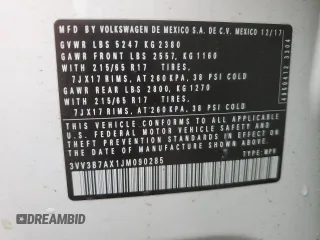 MFD BY VOLKSWAGEN DE MEXICO S.A. DE C.V. MEXICO 12/17
GVWR LBS 5247 KG 2380
GAWR FRONT LBS 2557, KG 1160
WITH 215/65 R17 TIRES,
7JX17 RIMS, AT 260 KPA, 38 PSI COLD
GAWR REAR LBS 2800, KG 1270
WITH 215/65 R17 TIRES,
7JX17 RIMS, AT 260 KPA, 38 PSI COLD
THIS VEHICLE CONFORMS TO ALL APPLICABLE
U.S. FEDERAL MOTOR VEHICLE SAFETY AND
THEFT PREVENTION STANDARDS IN EFFECT ON
THE DATE OF MANUFACTURE SHOWN ABOVE
3VV3B7AX1JM090285 TYPE: MPV
DREAMBID
DREAMBID.COM